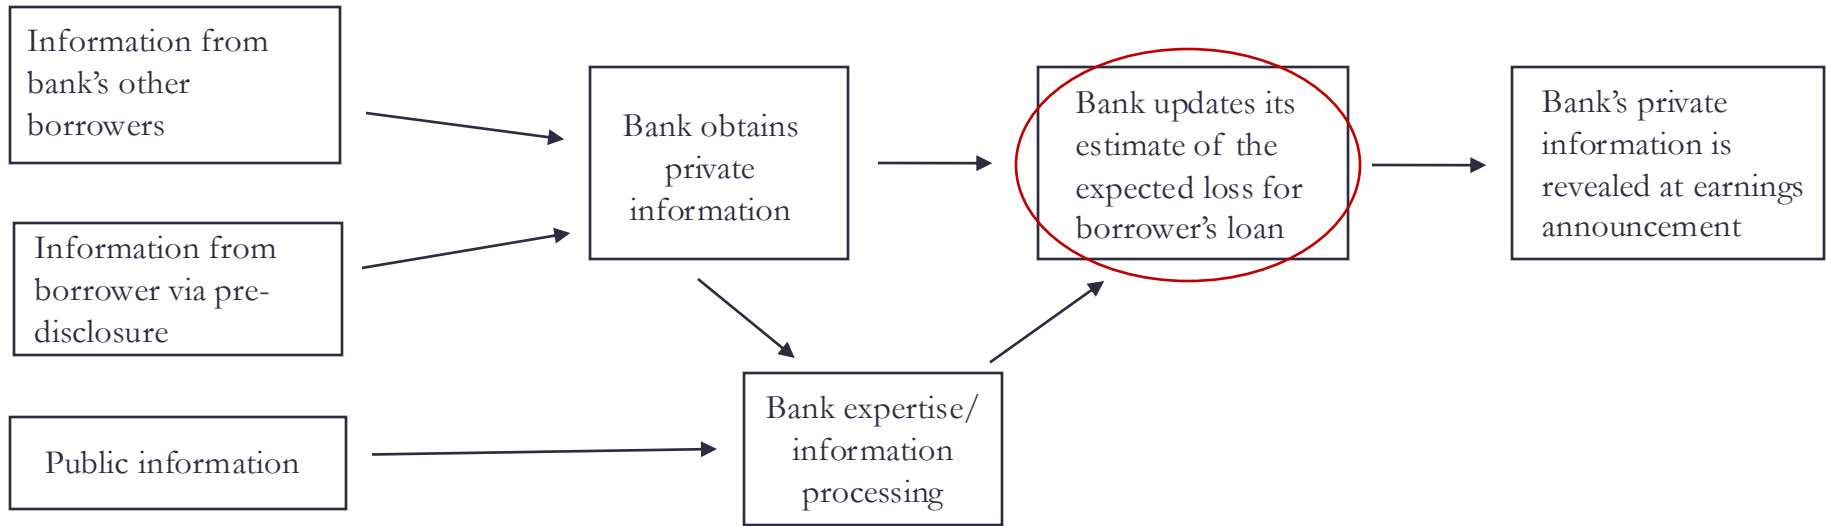 Information from
bank’s other
borrowers
Information from
borrower via pre-
disclosure
Public information
Bank obtains
private
information
Bank expertise/
information
processing
Bank updates its
estimate of the
expected loss for
borrower’s loan
Bank’s private
information is
revealed at earnings
announcement